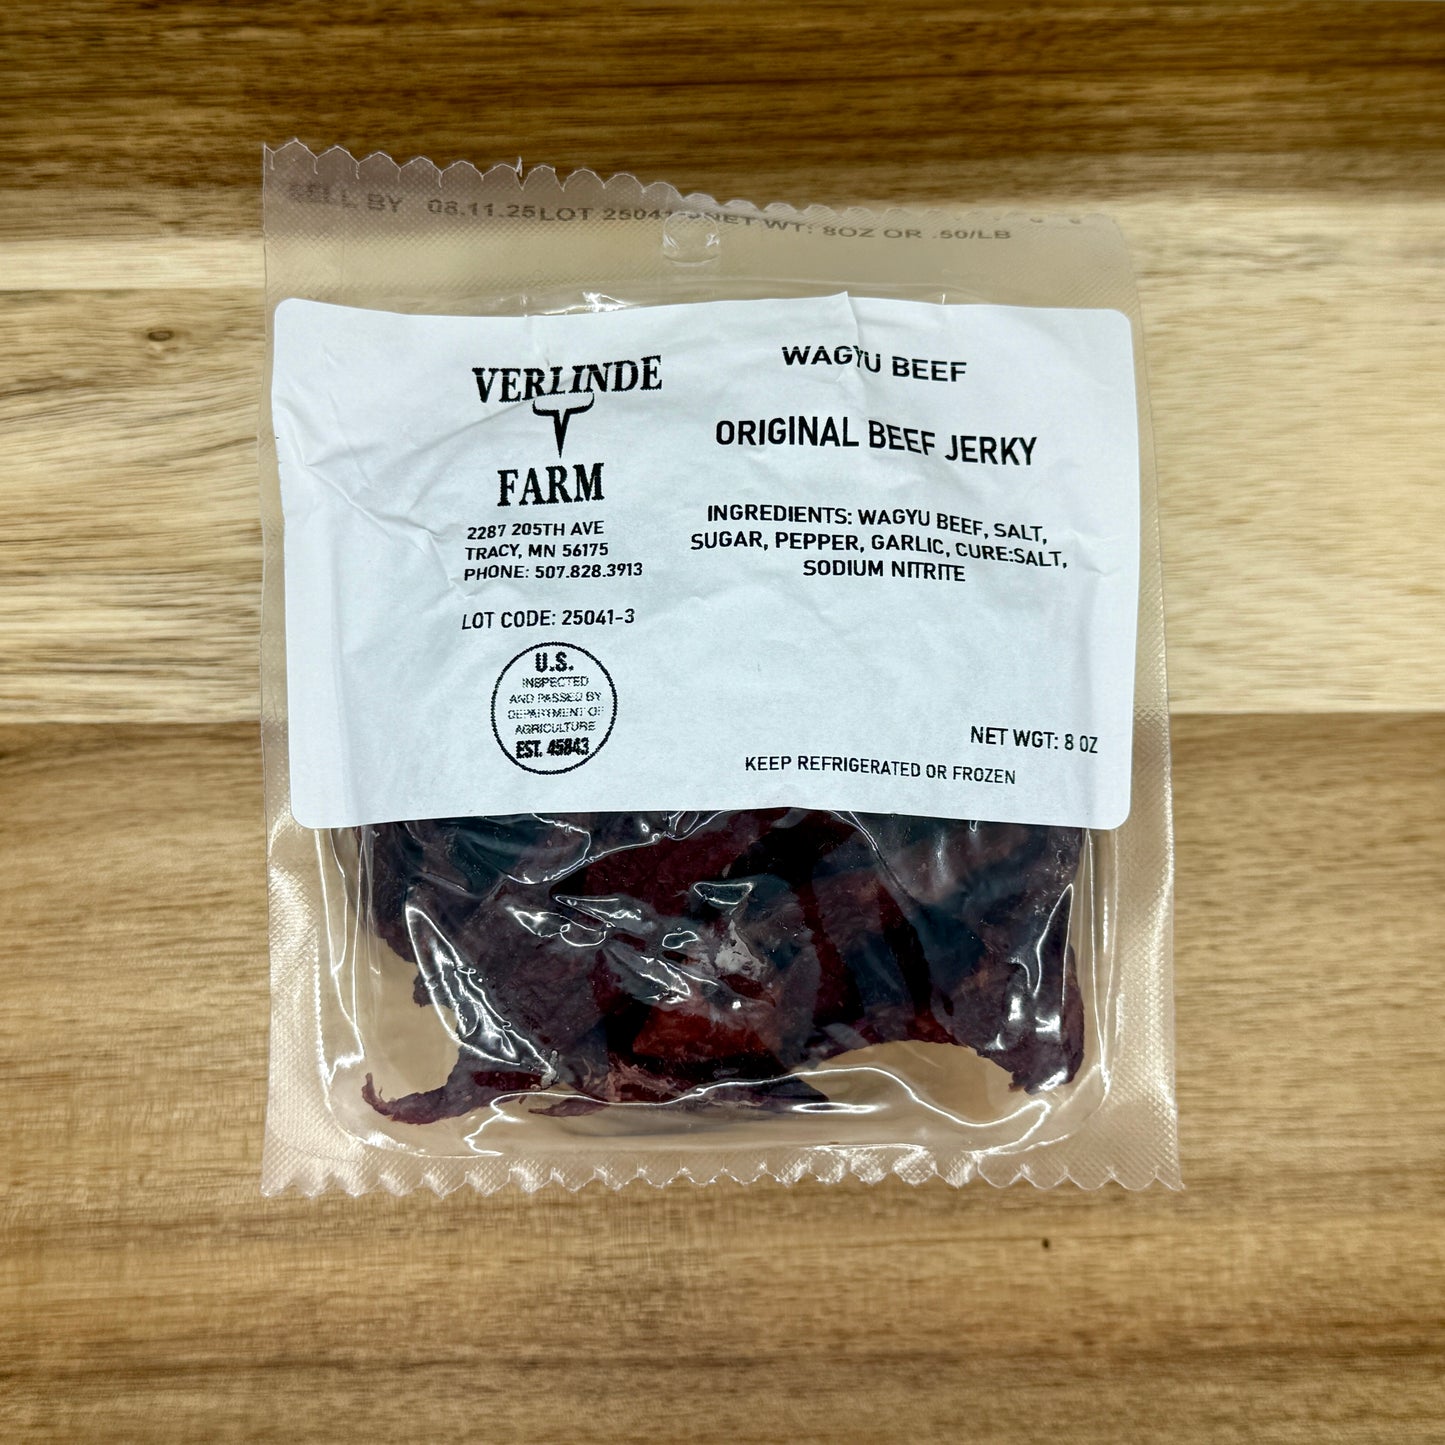 SELL BY 08.11.25 LOT 25041-3 NET WT: 8OZ OR .50/LB
VERLINDE
FARM
2287 205TH AVE
TRACY, MN 56175
PHONE: 507.828.3913
LOT CODE: 25041-3
U.S.
INSPECTED
AND PASSED BY
DEPARTMENT OF
AGRICULTURE
EST. 45843
WAGYU BEEF
ORIGINAL BEEF JERKY
INGREDIENTS: WAGYU BEEF, SALT,
SUGAR, PEPPER, GARLIC, CURE:SALT,
SODIUM NITRITE
NET WGT: 8 OZ
KEEP REFRIGERATED OR FROZEN